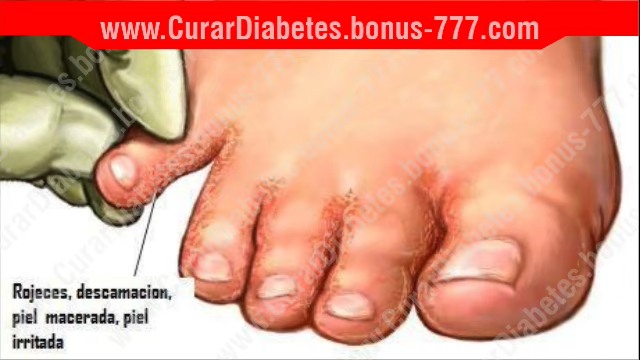 www.CurarDiabetes.bonus-777.com
Rojeces, descamacion,
piel macerada, piel
irritada